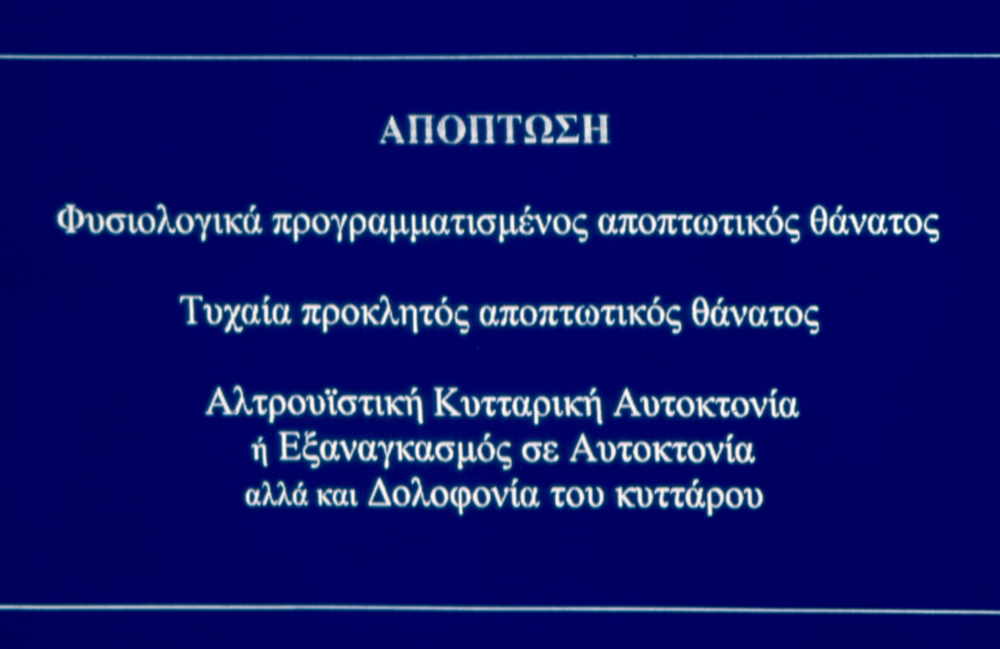 ΑΠΟΠΤΩΣΗ
Φυσιολογικά προγραμματισμένος αποπτωτικός θάνατος
Τυχαία προκλητός αποπτωτικός θάνατος
Αλτρουϊστική Κυτταρική Αυτοκτονία
ή Εξαναγκασμός σε Αυτοκτονία
αλλά και Δολοφονία του κυττάρου